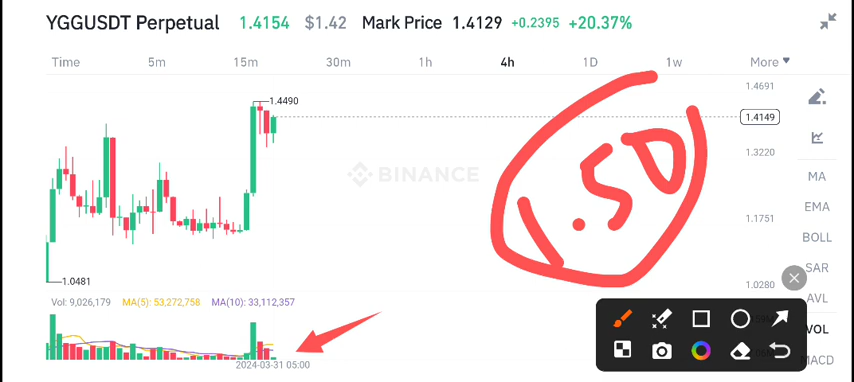 YGGUSDT Perpetual 1.4154 $1.42 Mark Price 1.4129 +0.2395 +20.37%
Time 5m 15m 30m 1h 4h 1D 1w More
1.4691
1.4490
1.4149
1.50
1.3220
BINANCE
MA
EMA
1.1751
BOLL
SAR
1.0481
1.0280
AVL
Vol: 9,026,179 MA(5): 53,272,758 MA(10): 33,112,357
VOL
MACD
2024-03-31 05:00